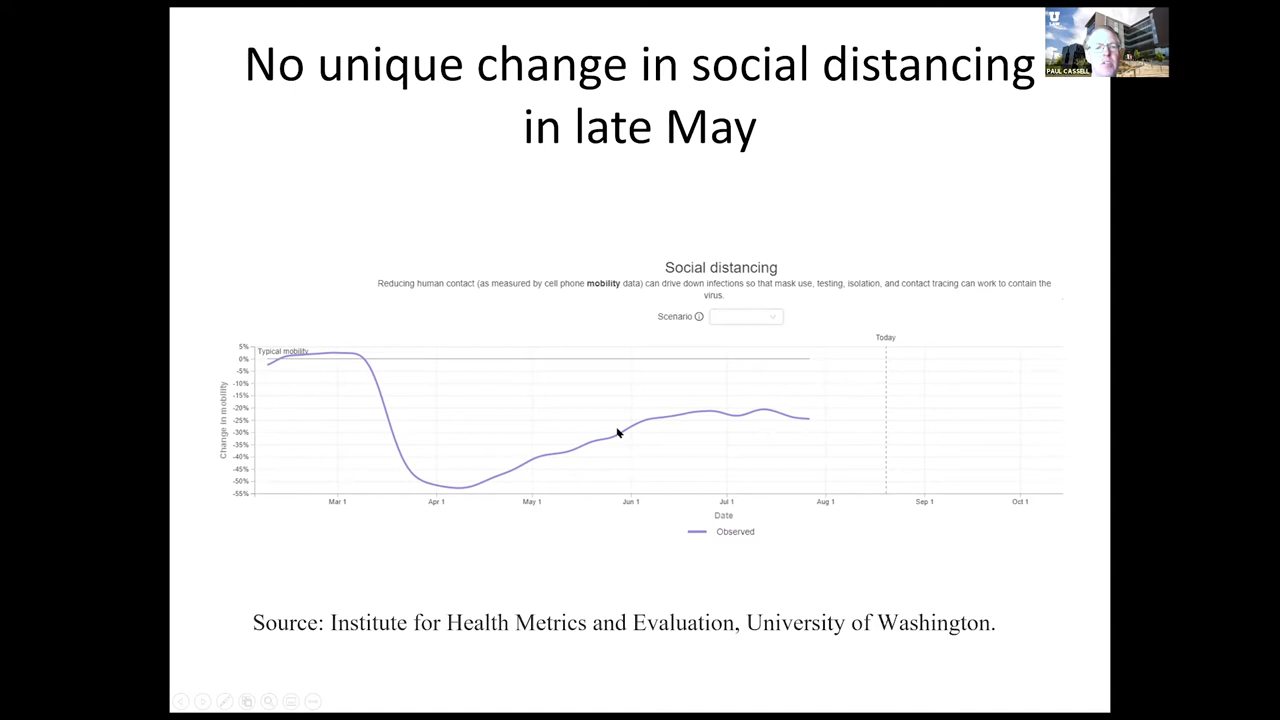 No unique change in social distancing
in late May
U
LAW
PAUL CASSELL
Social distancing
Reducing human contact (as measured by cell phone mobility data) can drive down infections so that mask use, testing, isolation, and contact tracing can work to contain the
virus.
Scenario
Today
Typical mobility
5%
0%
-5%
-10%
-15%
-20%
-25%
-30%
-35%
-40%
-45%
-50%
-55%
Change in mobility
Mar 1
Apr 1
May 1
Jun 1
Jul 1
Aug 1
Sep 1
Oct 1
Date
Observed
Source: Institute for Health Metrics and Evaluation, University of Washington.